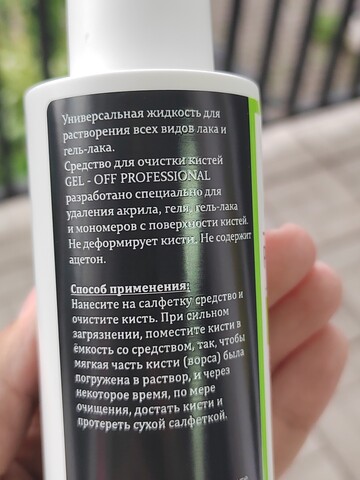 Универсальная жидкость для
растворения всех видов лака и
гель-лака.
Средство для очистки кистей
GEL - OFF PROFESSIONAL
разработано специально для
удаления акрила, геля, гель-лака
и мономеров с поверхности кистей.
Не деформирует кисти. Не содержит
ацетон.
Способ применения:
Нанесите на салфетку средство и
очистите кисть. При сильном
загрязнении, поместите кисти в
ёмкость со средством, так, чтобы
мягкая часть кисти (ворса) была
погружена в раствор, и через
некоторое время, по мере
очищения, достать кисти и
протереть сухой салфеткой.